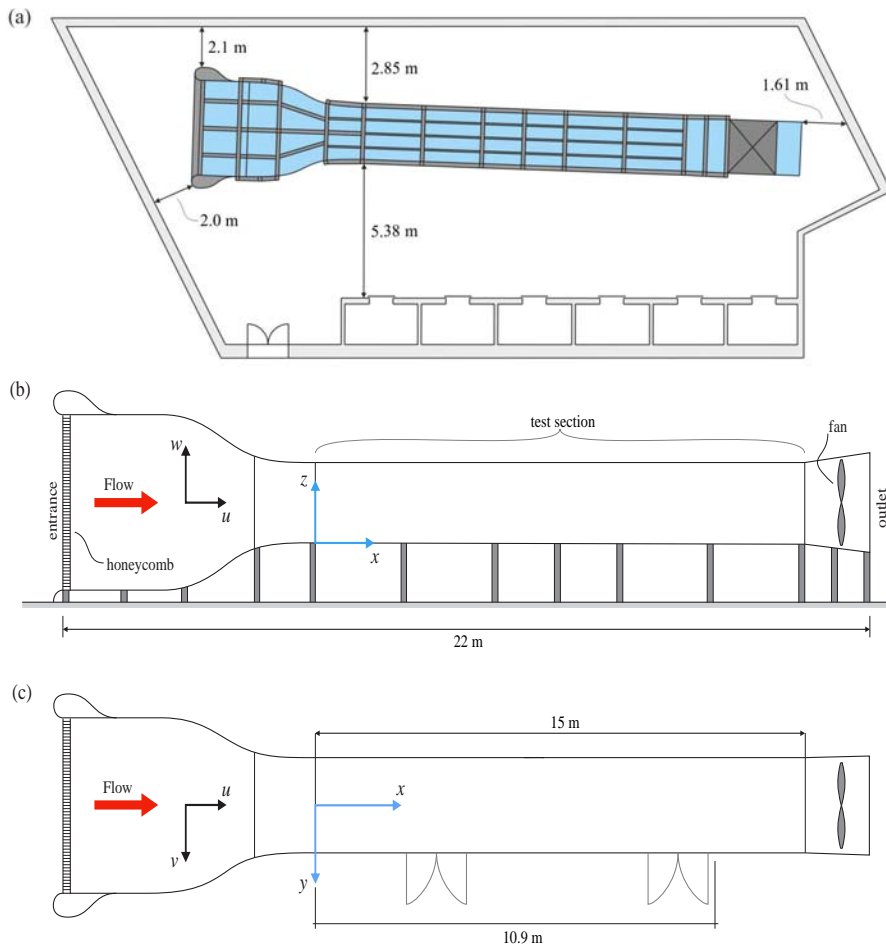 (a)
2.1 m
2.85 m
1.61 m
2.0 m
5.38 m
(b)
test section
fan
w
z
entrance
Flow
u
outlet
x
honeycomb
22 m
(c)
15 m
Flow
u
x
v
y
10.9 m